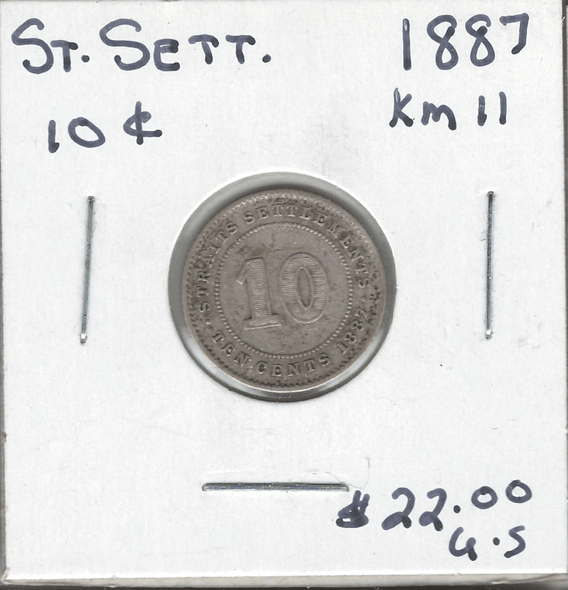 St. Sett. 1887
10 ¢ Km 11
STRAITS SETTLEMENTS
10
TEN CENTS 1887
$22.00
U.S